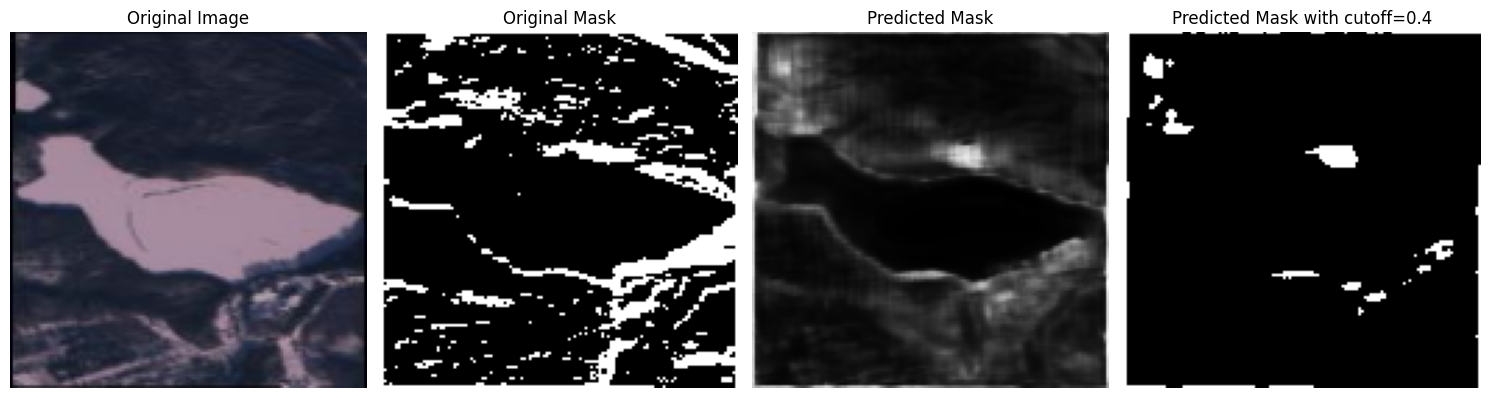 Original Image
Original Mask
Predicted Mask
Predicted Mask with cutoff=0.4